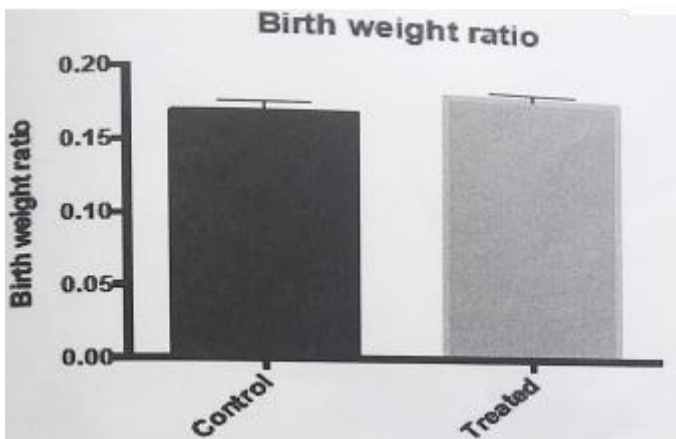 Birth weight ratio
Birth weight ratio
0.20
0.15
0.10
0.05
0.00
Control
Treated